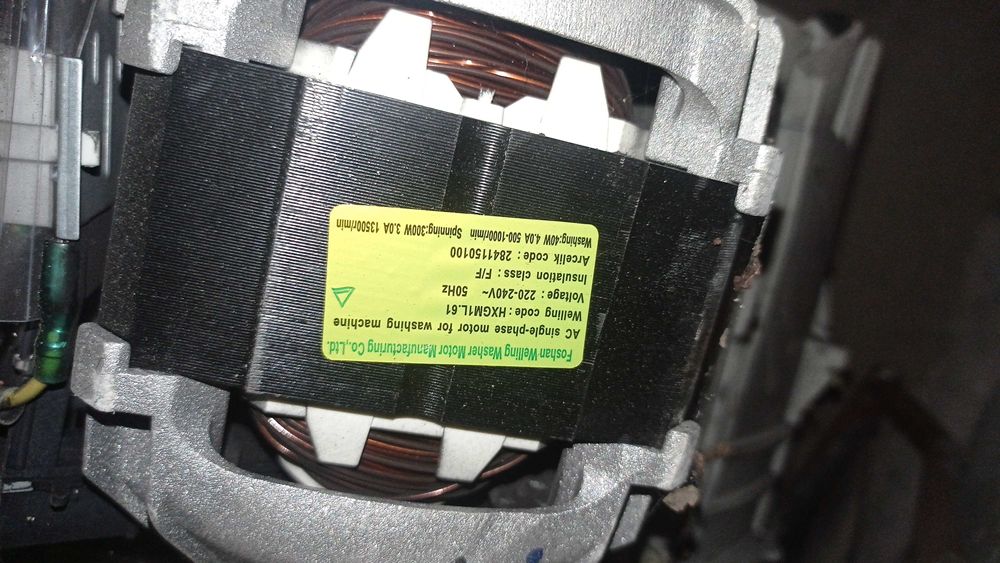 Foshan Welling Washer Motor Manufacturing Co.,Ltd.
AC single-phase motor for washing machine
Welling code : HXGM1L.61
Voltage : 220-240V~ 50Hz
Insulation class : F/F
Arcelik code : 2841150100
Washing:40W 4.0A 500-1000r/min Spinning:300W 3.0A 13500r/min